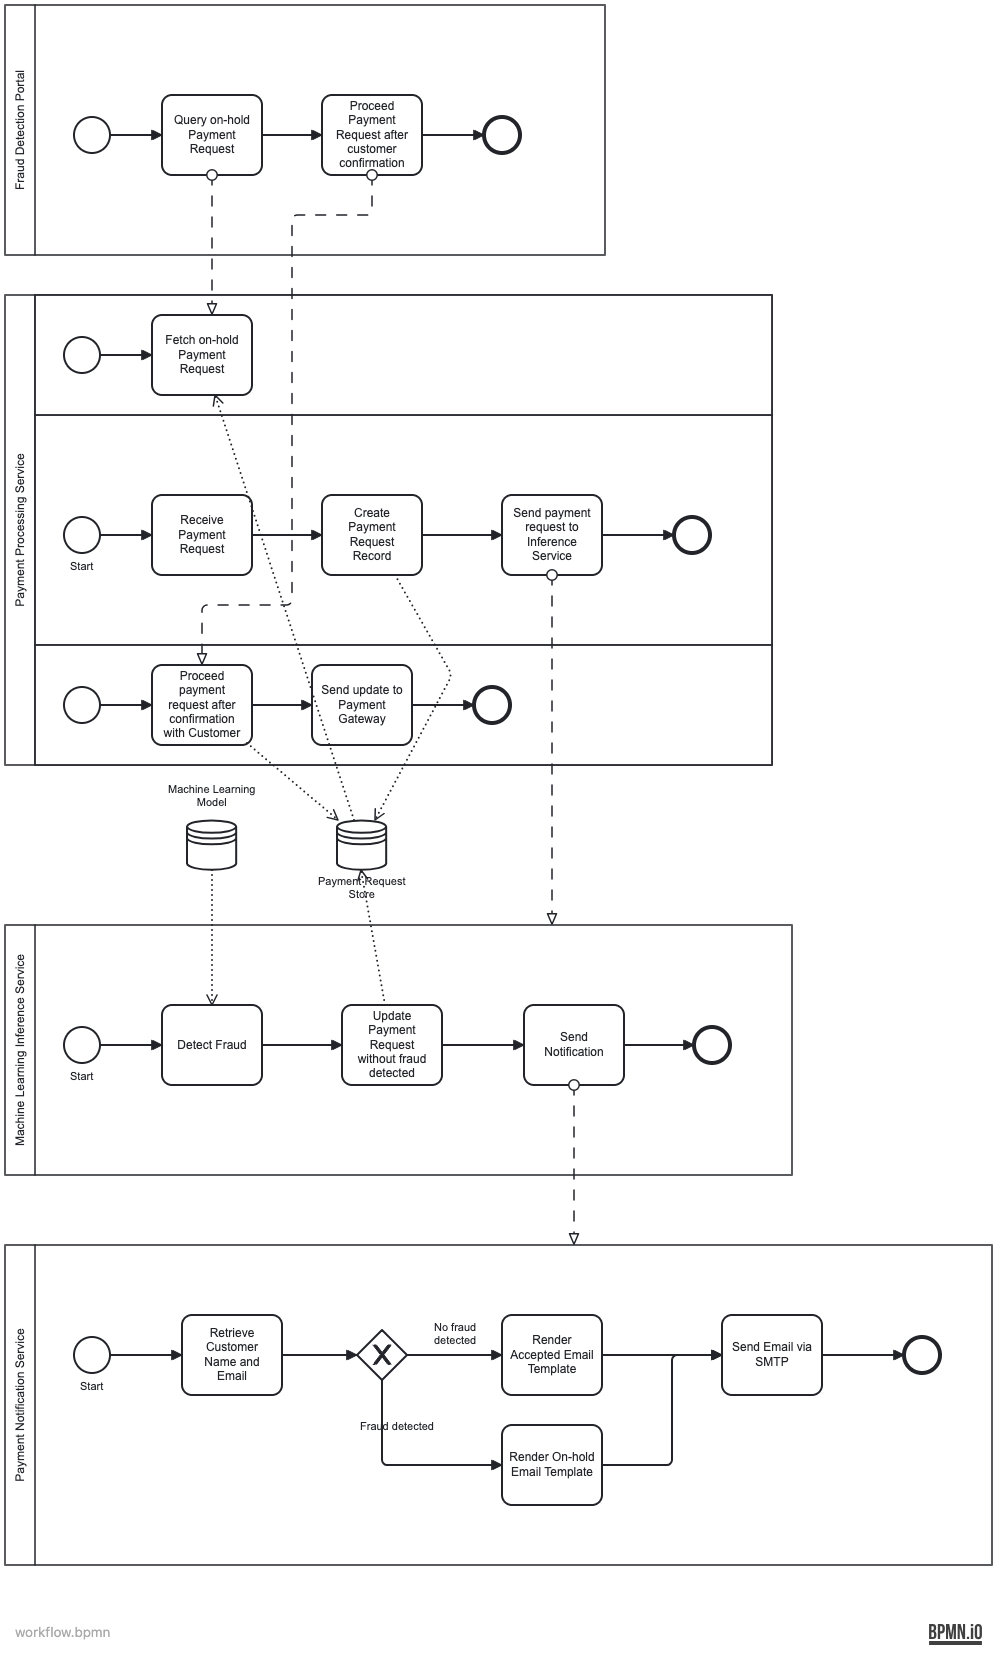 Fraud Detection Portal
Query on-hold
Payment
Request
Proceed
Payment
Request after
customer
confirmation
Payment Processing Service
Fetch on-hold
Payment
Request
Start
Receive
Payment
Request
Create
Payment
Request
Record
Send payment
request to
Inference
Service
Proceed
payment
request after
confirmation
with Customer
Send update to
Payment
Gateway
Machine Learning
Model
Payment Request
Store
Machine Learning Inference Service
Start
Detect Fraud
Update
Payment
Request
without fraud
detected
Send
Notification
Payment Notification Service
Start
Retrieve
Customer
Name and
Email
No fraud
detected
Fraud detected
Render
Accepted Email
Template
Render On-hold
Email Template
Send Email via
SMTP
workflow.bpmn
BPMN.iO